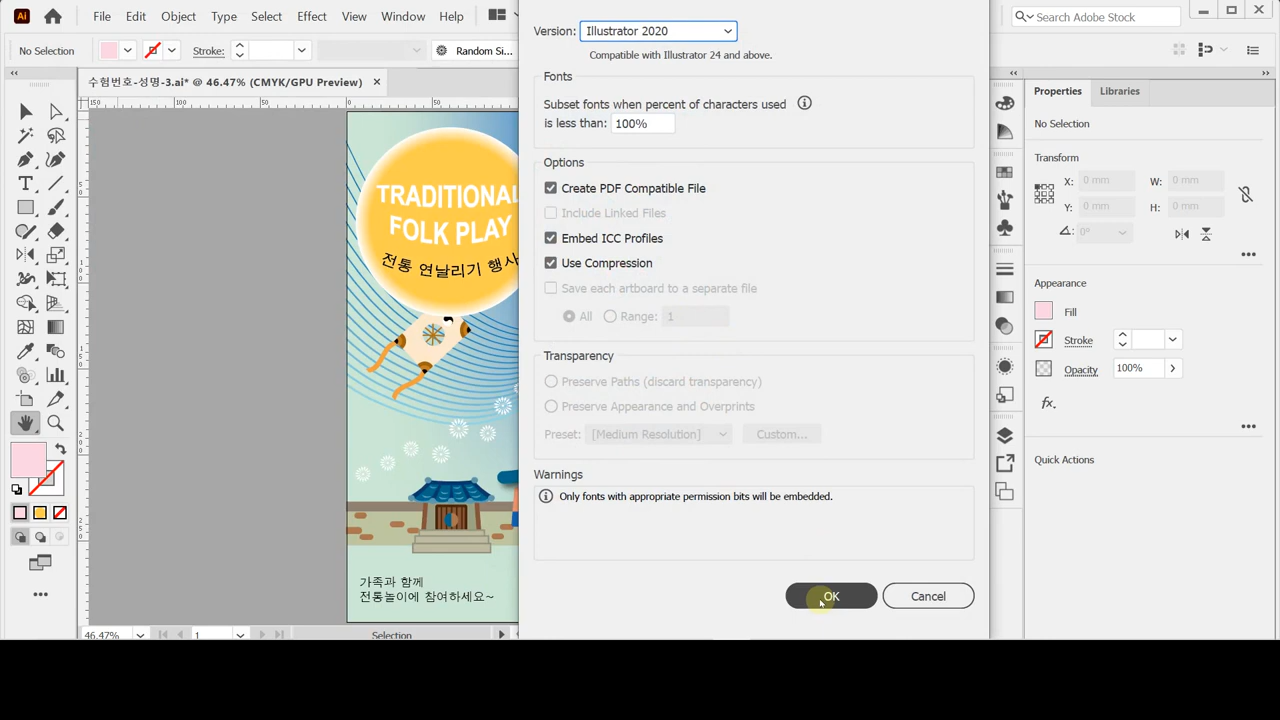 Ai
File Edit Object Type Select Effect View Window Help
Search Adobe Stock
No Selection
Stroke:
Random Si...
수험번호-성명-3.ai* @ 46.47% (CMYK/GPU Preview) ×
150 100 50 0 50
TRADITIONAL
FOLK PLAY
전통 연날리기 행사
가족과 함께
전통놀이에 참여하세요~
46.47% 1 Selection
Version: Illustrator 2020
Compatible with Illustrator 24 and above.
Fonts
Subset fonts when percent of characters used
is less than: 100%
Options
Create PDF Compatible File
Include Linked Files
Embed ICC Profiles
Use Compression
Save each artboard to a separate file
All Range: 1
Transparency
Preserve Paths (discard transparency)
Preserve Appearance and Overprints
Preset: [Medium Resolution] Custom...
Warnings
Only fonts with appropriate permission bits will be embedded.
OK Cancel
Properties Libraries
No Selection
Transform
X: 0 mm W: 0 mm
Y: 0 mm H: 0 mm
0°
Appearance
Fill
Stroke
Opacity 100%
fx.
Quick Actions